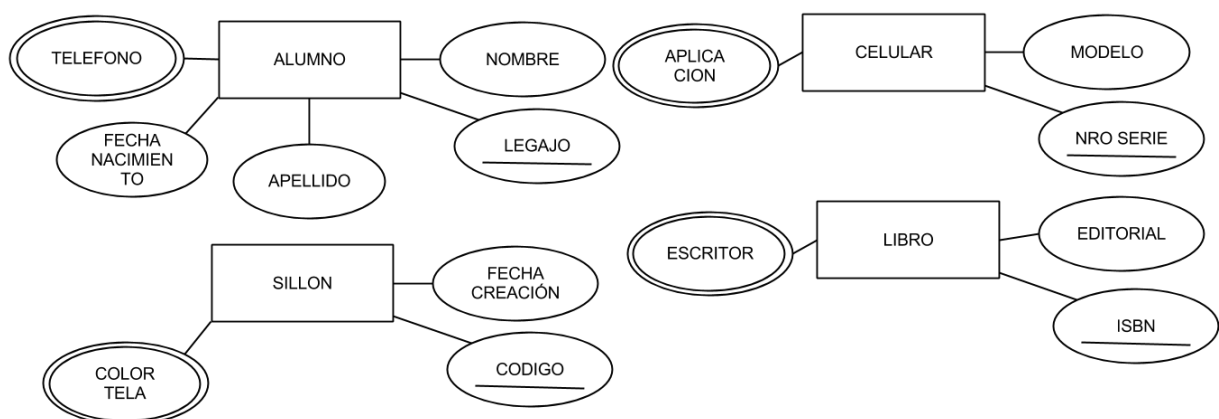 TELEFONO
ALUMNO
NOMBRE
FECHA
NACIMIEN
TO
APELLIDO
LEGAJO
APLICA
CION
CELULAR
MODELO
NRO SERIE
SILLON
FECHA
CREACIÓN
COLOR
TELA
CODIGO
ESCRITOR
LIBRO
EDITORIAL
ISBN